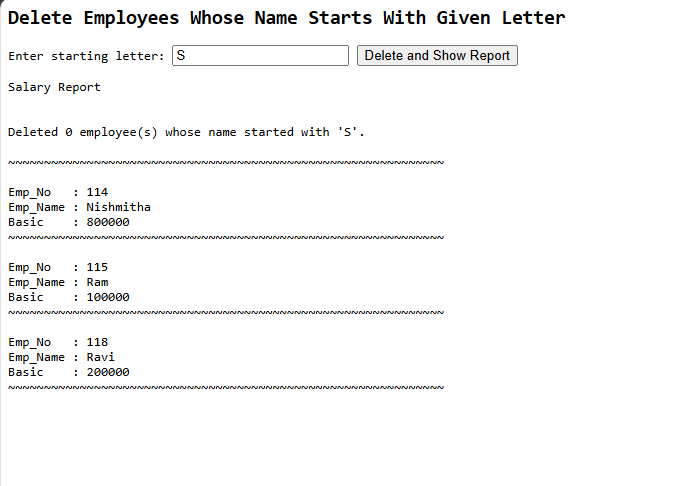 Delete Employees Whose Name Starts With Given Letter
Enter starting letter: S Delete and Show Report
Salary Report
Deleted 0 employee(s) whose name started with 'S'.
~~~~~~~~~~~~~~~~~~~~~~~~~~~~~~~~~~~~~~~~~~~~~~~~~~~~~~~~~~~~~
Emp_No   : 114
Emp_Name : Nishmitha
Basic    : 800000
~~~~~~~~~~~~~~~~~~~~~~~~~~~~~~~~~~~~~~~~~~~~~~~~~~~~~~~~~~~~~
Emp_No   : 115
Emp_Name : Ram
Basic    : 100000
~~~~~~~~~~~~~~~~~~~~~~~~~~~~~~~~~~~~~~~~~~~~~~~~~~~~~~~~~~~~~
Emp_No   : 118
Emp_Name : Ravi
Basic    : 200000
~~~~~~~~~~~~~~~~~~~~~~~~~~~~~~~~~~~~~~~~~~~~~~~~~~~~~~~~~~~~~